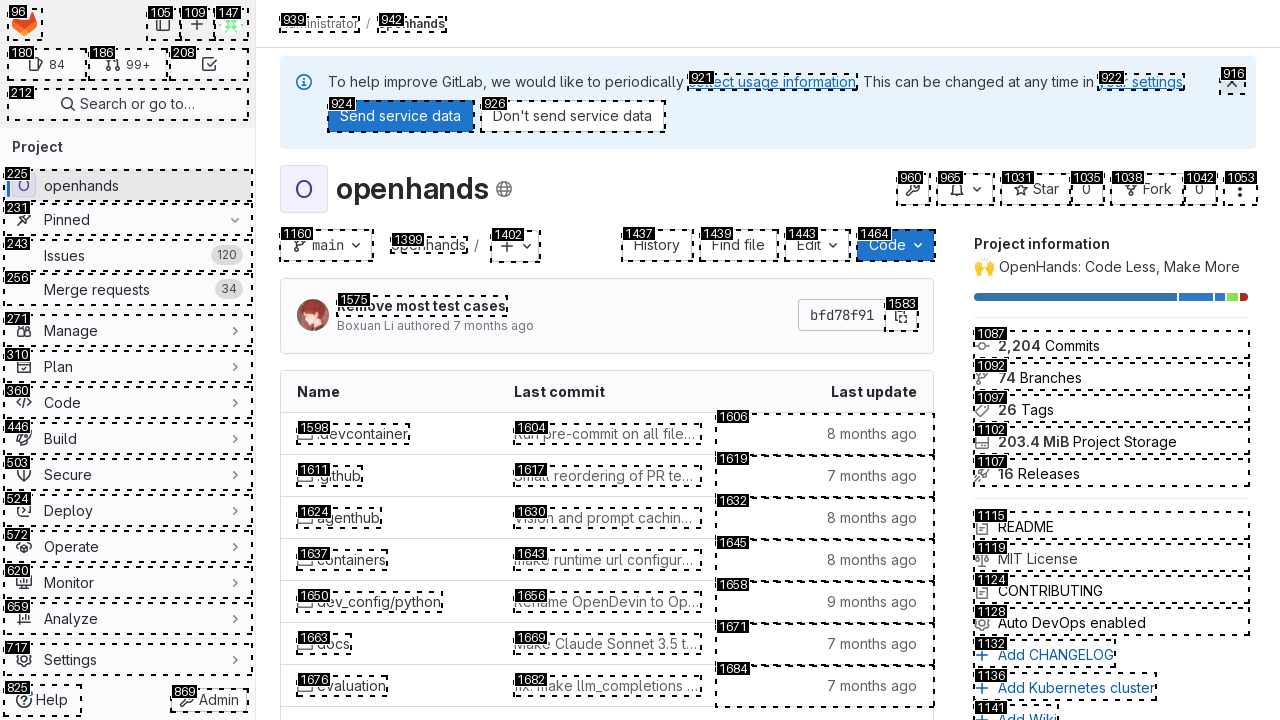 96
105
109
147
180
84
186
99+
208
212
Search or go to…
Project
225
O
openhands
231
Pinned
243
Issues
120
256
Merge requests
34
271
Manage
310
Plan
360
Code
446
Build
503
Secure
524
Deploy
572
Operate
620
Monitor
659
Analyze
717
Settings
825
Help
869
Admin
939
Administrator
/
942
openhands
To help improve GitLab, we would like to periodically 921 collect usage information. This can be changed at any time in 922 your settings.
916
924
Send service data
926
Don't send service data
O
openhands
960
965
1031
Star
1035
0
1038
Fork
1042
0
1053
1160
main
1399
openhands
/
1402
1437
History
1439
Find file
1443
Edit
1464
Code
1575
Remove most test cases
Boxuan Li authored 7 months ago
bfd78f91
1583
Name Last commit Last update
1598 .devcontainer 1604 Run pre-commit on all file… 1606 8 months ago
1611 .github 1617 Small reordering of PR te… 1619 7 months ago
1624 agenthub 1630 Vision and prompt cachin… 1632 8 months ago
1637 containers 1643 make runtime url configur… 1645 8 months ago
1650 dev_config/python 1656 Rename OpenDevin to Op… 1658 9 months ago
1663 docs 1669 Make Claude Sonnet 3.5 t… 1671 7 months ago
1676 evaluation 1682 fix: make llm_completions … 1684 7 months ago
Project information
🙌 OpenHands: Code Less, Make More
1087
2,204 Commits
1092
74 Branches
1097
26 Tags
1102
203.4 MiB Project Storage
1107
16 Releases
1115
README
1119
MIT License
1124
CONTRIBUTING
1128
Auto DevOps enabled
1132
Add CHANGELOG
1136
Add Kubernetes cluster
1141
Add Wiki